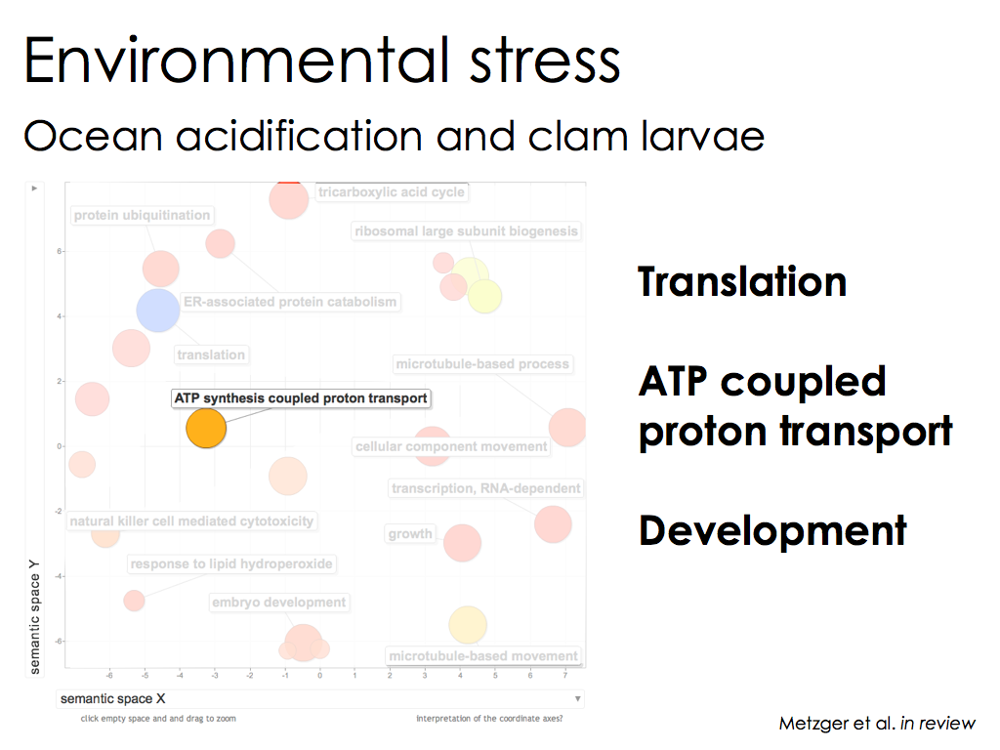 Environmental stress
Ocean acidification and clam larvae
tricarboxylic acid cycle
protein ubiquitination
ribosomal large subunit biogenesis
6
ER-associated protein catabolism
4
translation
microtubule-based process
2
ATP synthesis coupled proton transport
0
cellular component movement
transcription, RNA-dependent
-2
natural killer cell mediated cytotoxicity
growth
response to lipid hydroperoxide
-4
embryo development
-6
microtubule-based movement
semantic space Y
-6 -5 -4 -3 -2 -1 0 1 2 3 4 5 6 7
semantic space X
click empty space and and drag to zoom
Interpretation of the coordinate axes?
Translation
ATP coupled
proton transport
Development
Metzger et al. in review